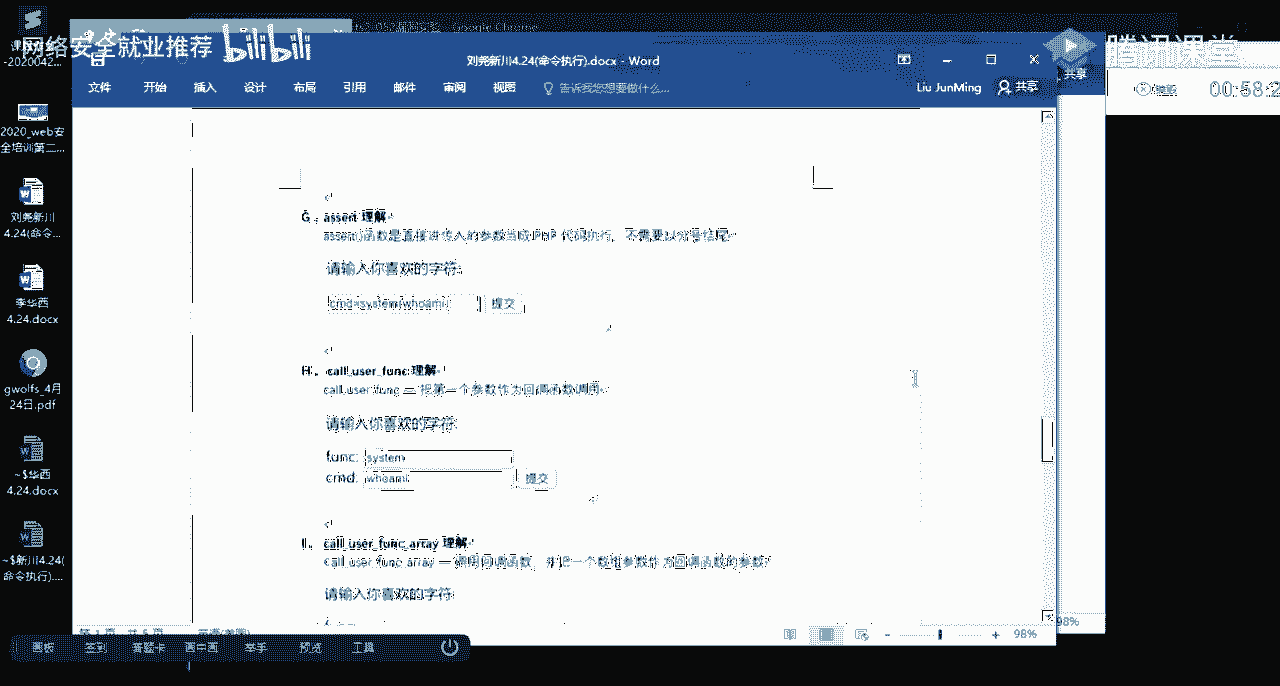 网络安全就业推荐 bilibili
Google Chrome
腾讯课堂
刘尧新川4.24(命令执行).docx - Word
共享
文件 开始 插入 设计 布局 引用 邮件 审阅 视图 告诉我您想要做什么...
Liu JunMing 共享
00:58:2
-2020042...
2020_web安
全培训第二...
刘尧新川
4.24(命令...
李华西
4.24.docx
gwolfs_4月
24日.pdf
~$华西
4.24.docx
~$新川4.24(
命令执行)....
G、assert 理解
assert()函数是直接将传入的参数当成 PHP 代码执行，不需要以分号结尾
请输入你喜欢的字符
提交
H、call_user_func 理解
call_user_func — 把第一个参数作为回调函数调用
请输入你喜欢的字符
func: system
cmd: whoami 提交
call_user_func_array 理解
call_user_func_array — 调用回调函数，并把一个数组参数作为回调函数的参数
请输入你喜欢的字符
98%
98%
画板 签到 答题卡 画中画 举手 预览 工具